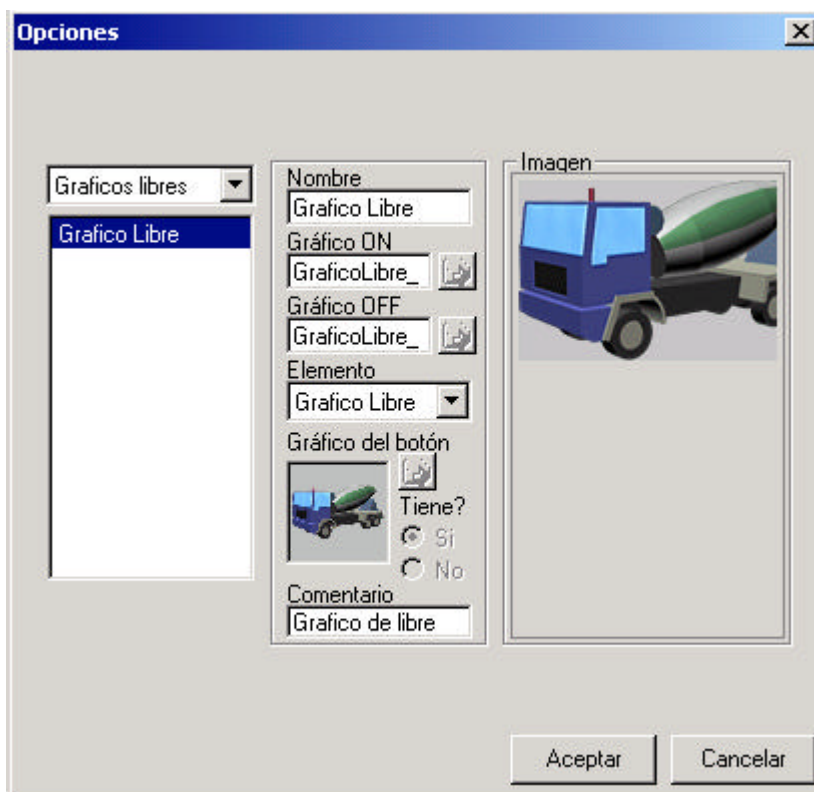 Opciones
Graficos libres
Grafico Libre
Nombre
Grafico Libre
Gráfico ON
GraficoLibre_
Gráfico OFF
GraficoLibre_
Elemento
Grafico Libre
Gráfico del botón
Tiene?
Si
No
Comentario
Grafico de libre
Imagen
Aceptar
Cancelar